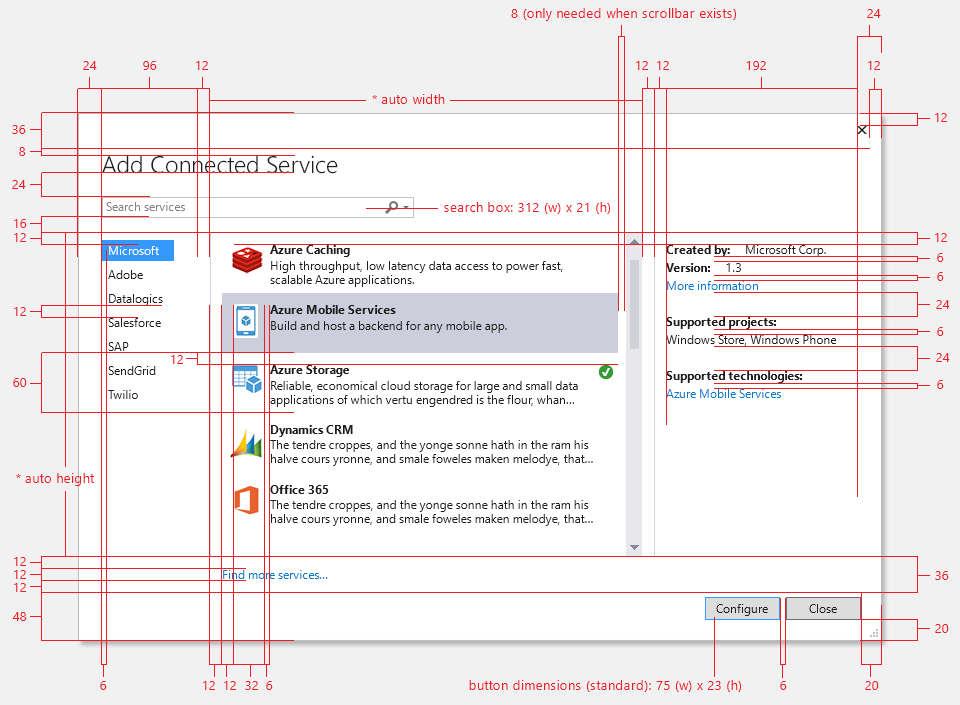 8 (only needed when scrollbar exists)
24
24
96
12
12
12
192
12
* auto width
36
12
8
Add Connected Service
24
Search services
search box: 312 (w) x 21 (h)
16
12
12
Microsoft
Adobe
Datalogics
Salesforce
SAP
SendGrid
Twilio
Azure Caching
High throughput, low latency data access to power fast,
scalable Azure applications.
Azure Mobile Services
Build and host a backend for any mobile app.
Azure Storage
Reliable, economical cloud storage for large and small data
applications of which vertu engendred is the flour, whan...
Dynamics CRM
The tendre croppes, and the yonge sonne hath in the ram his
halve cours yronne, and smale foweles maken melodye, that...
Office 365
The tendre croppes, and the yonge sonne hath in the ram his
halve cours yronne, and smale foweles maken melodye, that...
Created by: Microsoft Corp.
Version: 1.3
More information
Supported projects:
Windows Store, Windows Phone
Supported technologies:
Azure Mobile Services
6
6
24
6
24
6
12
12
60
* auto height
12
12
12
Find more services...
36
48
Configure
Close
20
6
12
12
32
6
button dimensions (standard): 75 (w) x 23 (h)
6
20